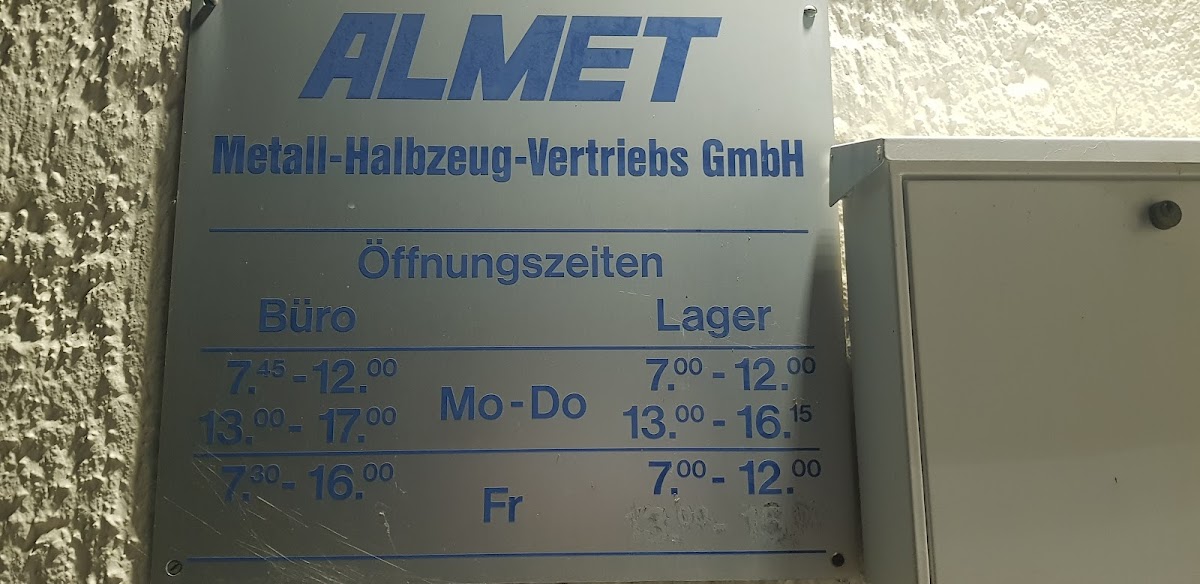 ALMET
Metall-Halbzeug-Vertriebs GmbH
Öffnungszeiten
Büro Lager
7.45-12.00 7.00-12.00
Mo-Do
13.00-17.00 13.00-16.15
7.30-16.00 7.00-12.00
Fr